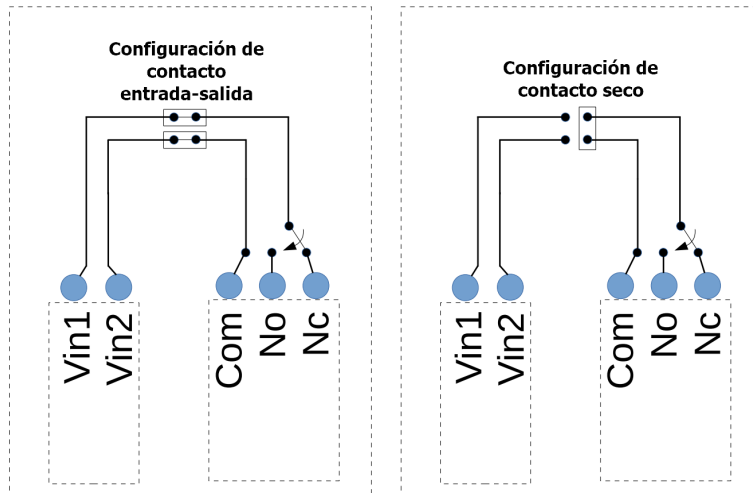 Configuración de
contacto
entrada-salida
Vin1
Vin2
Com
No
Nc
Configuración de
contacto seco
Vin1
Vin2
Com
No
Nc